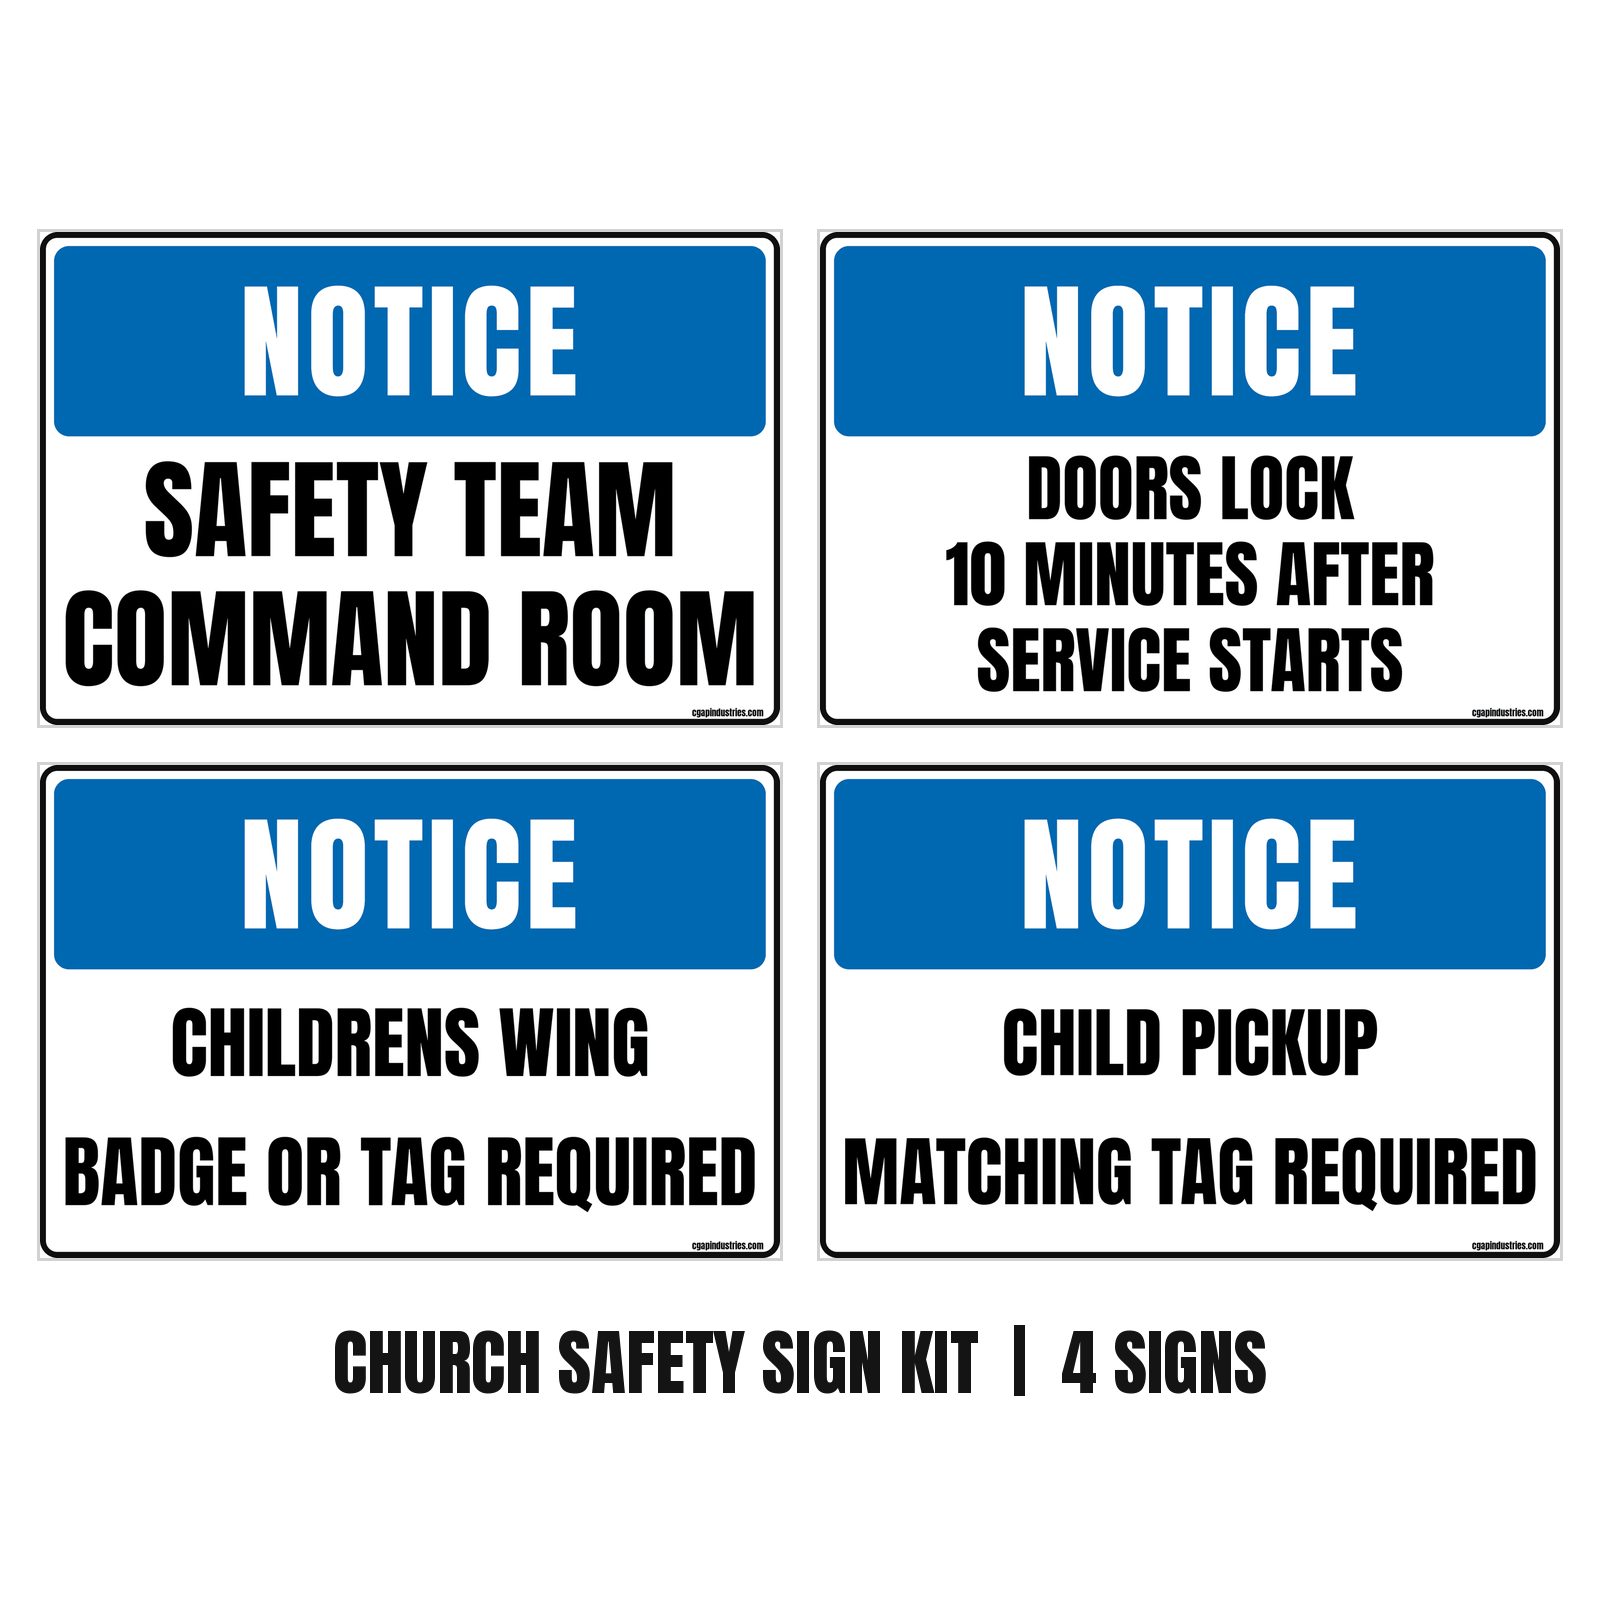 NOTICE
SAFETY TEAM
COMMAND ROOM
cgapindustries.com
NOTICE
DOORS LOCK
10 MINUTES AFTER
SERVICE STARTS
cgapindustries.com
NOTICE
CHILDRENS WING
BADGE OR TAG REQUIRED
cgapindustries.com
NOTICE
CHILD PICKUP
MATCHING TAG REQUIRED
cgapindustries.com
CHURCH SAFETY SIGN KIT | 4 SIGNS